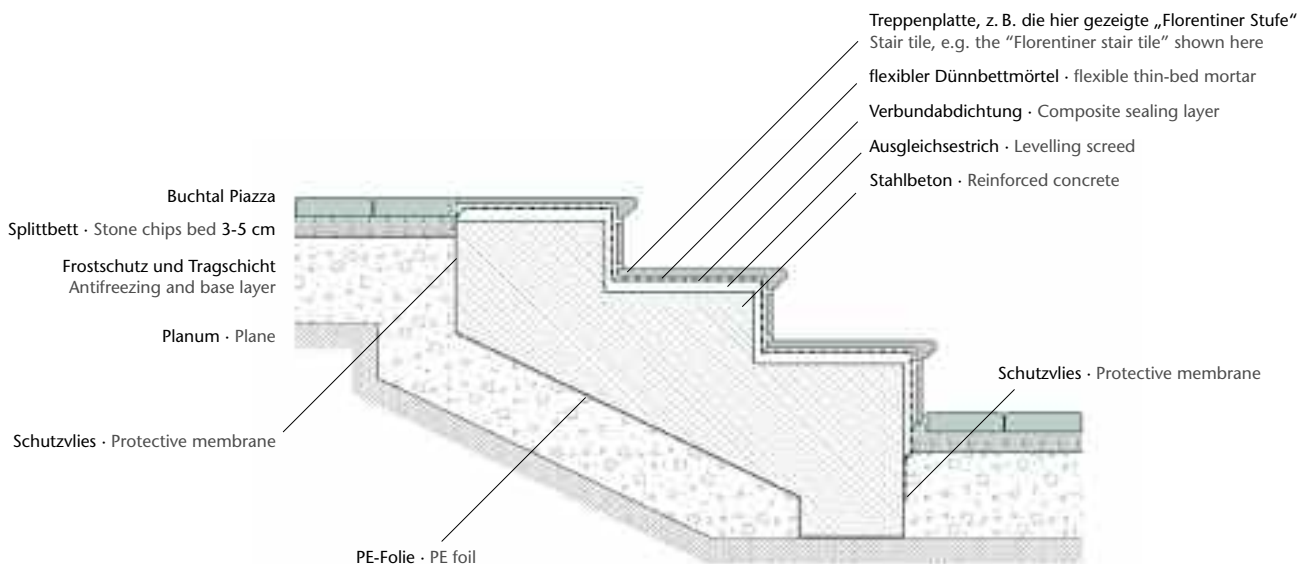 Treppenplatte, z. B. die hier gezeigte „Florentiner Stufe“
Stair tile, e.g. the “Florentiner stair tile” shown here
flexibler Dünnbettmörtel · flexible thin-bed mortar
Verbundabdichtung · Composite sealing layer
Ausgleichsestrich · Levelling screed
Stahlbeton · Reinforced concrete
Buchtal Piazza
Splittbett · Stone chips bed 3-5 cm
Frostschutz und Tragschicht
Antifreezing and base layer
Planum · Plane
Schutzvlies · Protective membrane
Schutzvlies · Protective membrane
PE-Folie · PE foil